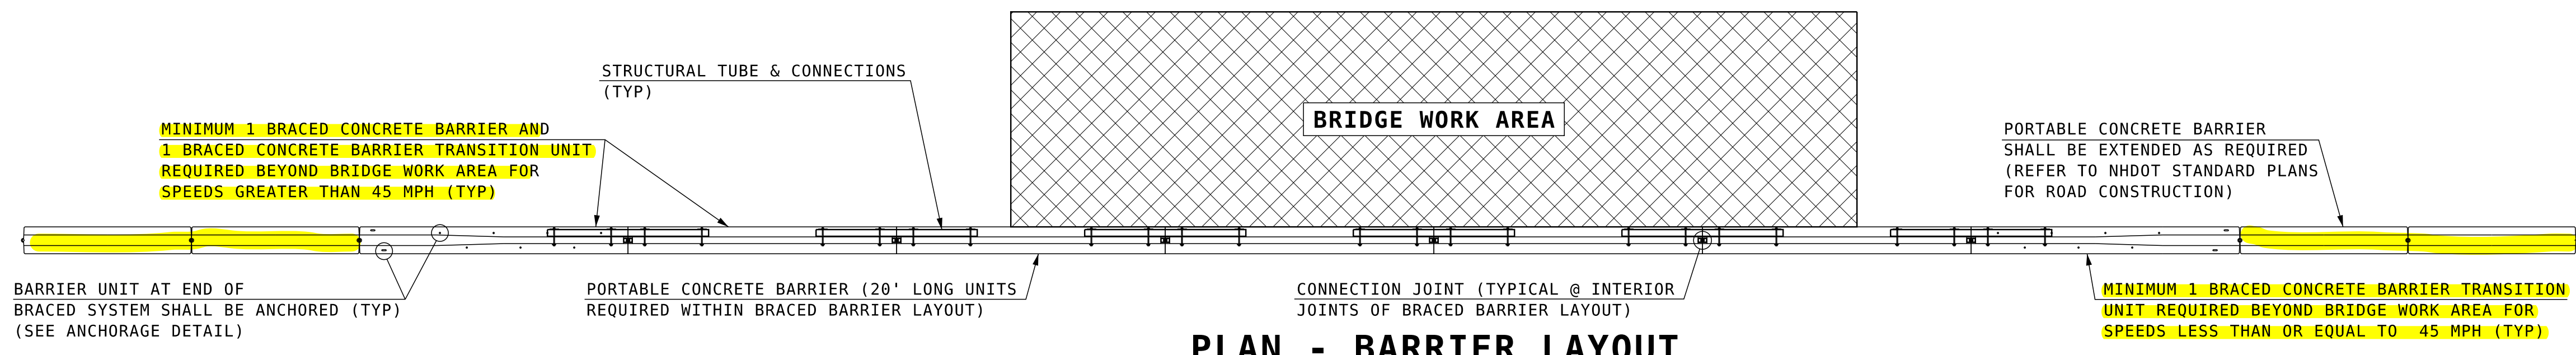 STRUCTURAL TUBE & CONNECTIONS
(TYP)
MINIMUM 1 BRACED CONCRETE BARRIER AND
1 BRACED CONCRETE BARRIER TRANSITION UNIT
REQUIRED BEYOND BRIDGE WORK AREA FOR
SPEEDS GREATER THAN 45 MPH (TYP)
BRIDGE WORK AREA
PORTABLE CONCRETE BARRIER
SHALL BE EXTENDED AS REQUIRED
(REFER TO NHDOT STANDARD PLANS
FOR ROAD CONSTRUCTION)
BARRIER UNIT AT END OF
BRACED SYSTEM SHALL BE ANCHORED (TYP)
(SEE ANCHORAGE DETAIL)
PORTABLE CONCRETE BARRIER (20' LONG UNITS
REQUIRED WITHIN BRACED BARRIER LAYOUT)
CONNECTION JOINT (TYPICAL @ INTERIOR
JOINTS OF BRACED BARRIER LAYOUT)
MINIMUM 1 BRACED CONCRETE BARRIER TRANSITION
UNIT REQUIRED BEYOND BRIDGE WORK AREA FOR
SPEEDS LESS THAN OR EQUAL TO  45 MPH (TYP)
PLAN - BARRIER LAYOUT